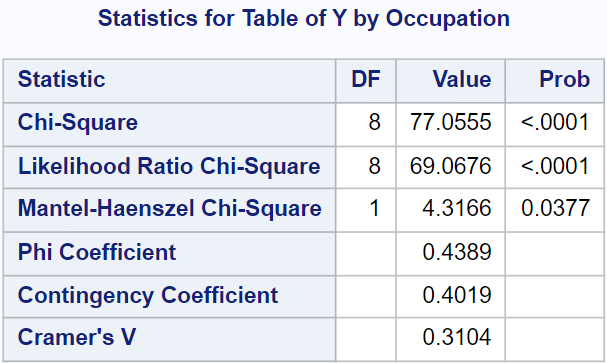 Statistics for Table of Y by Occupation
Statistic DF Value Prob
Chi-Square 8 77.0555 <.0001
Likelihood Ratio Chi-Square 8 69.0676 <.0001
Mantel-Haenszel Chi-Square 1 4.3166 0.0377
Phi Coefficient 0.4389
Contingency Coefficient 0.4019
Cramer's V 0.3104